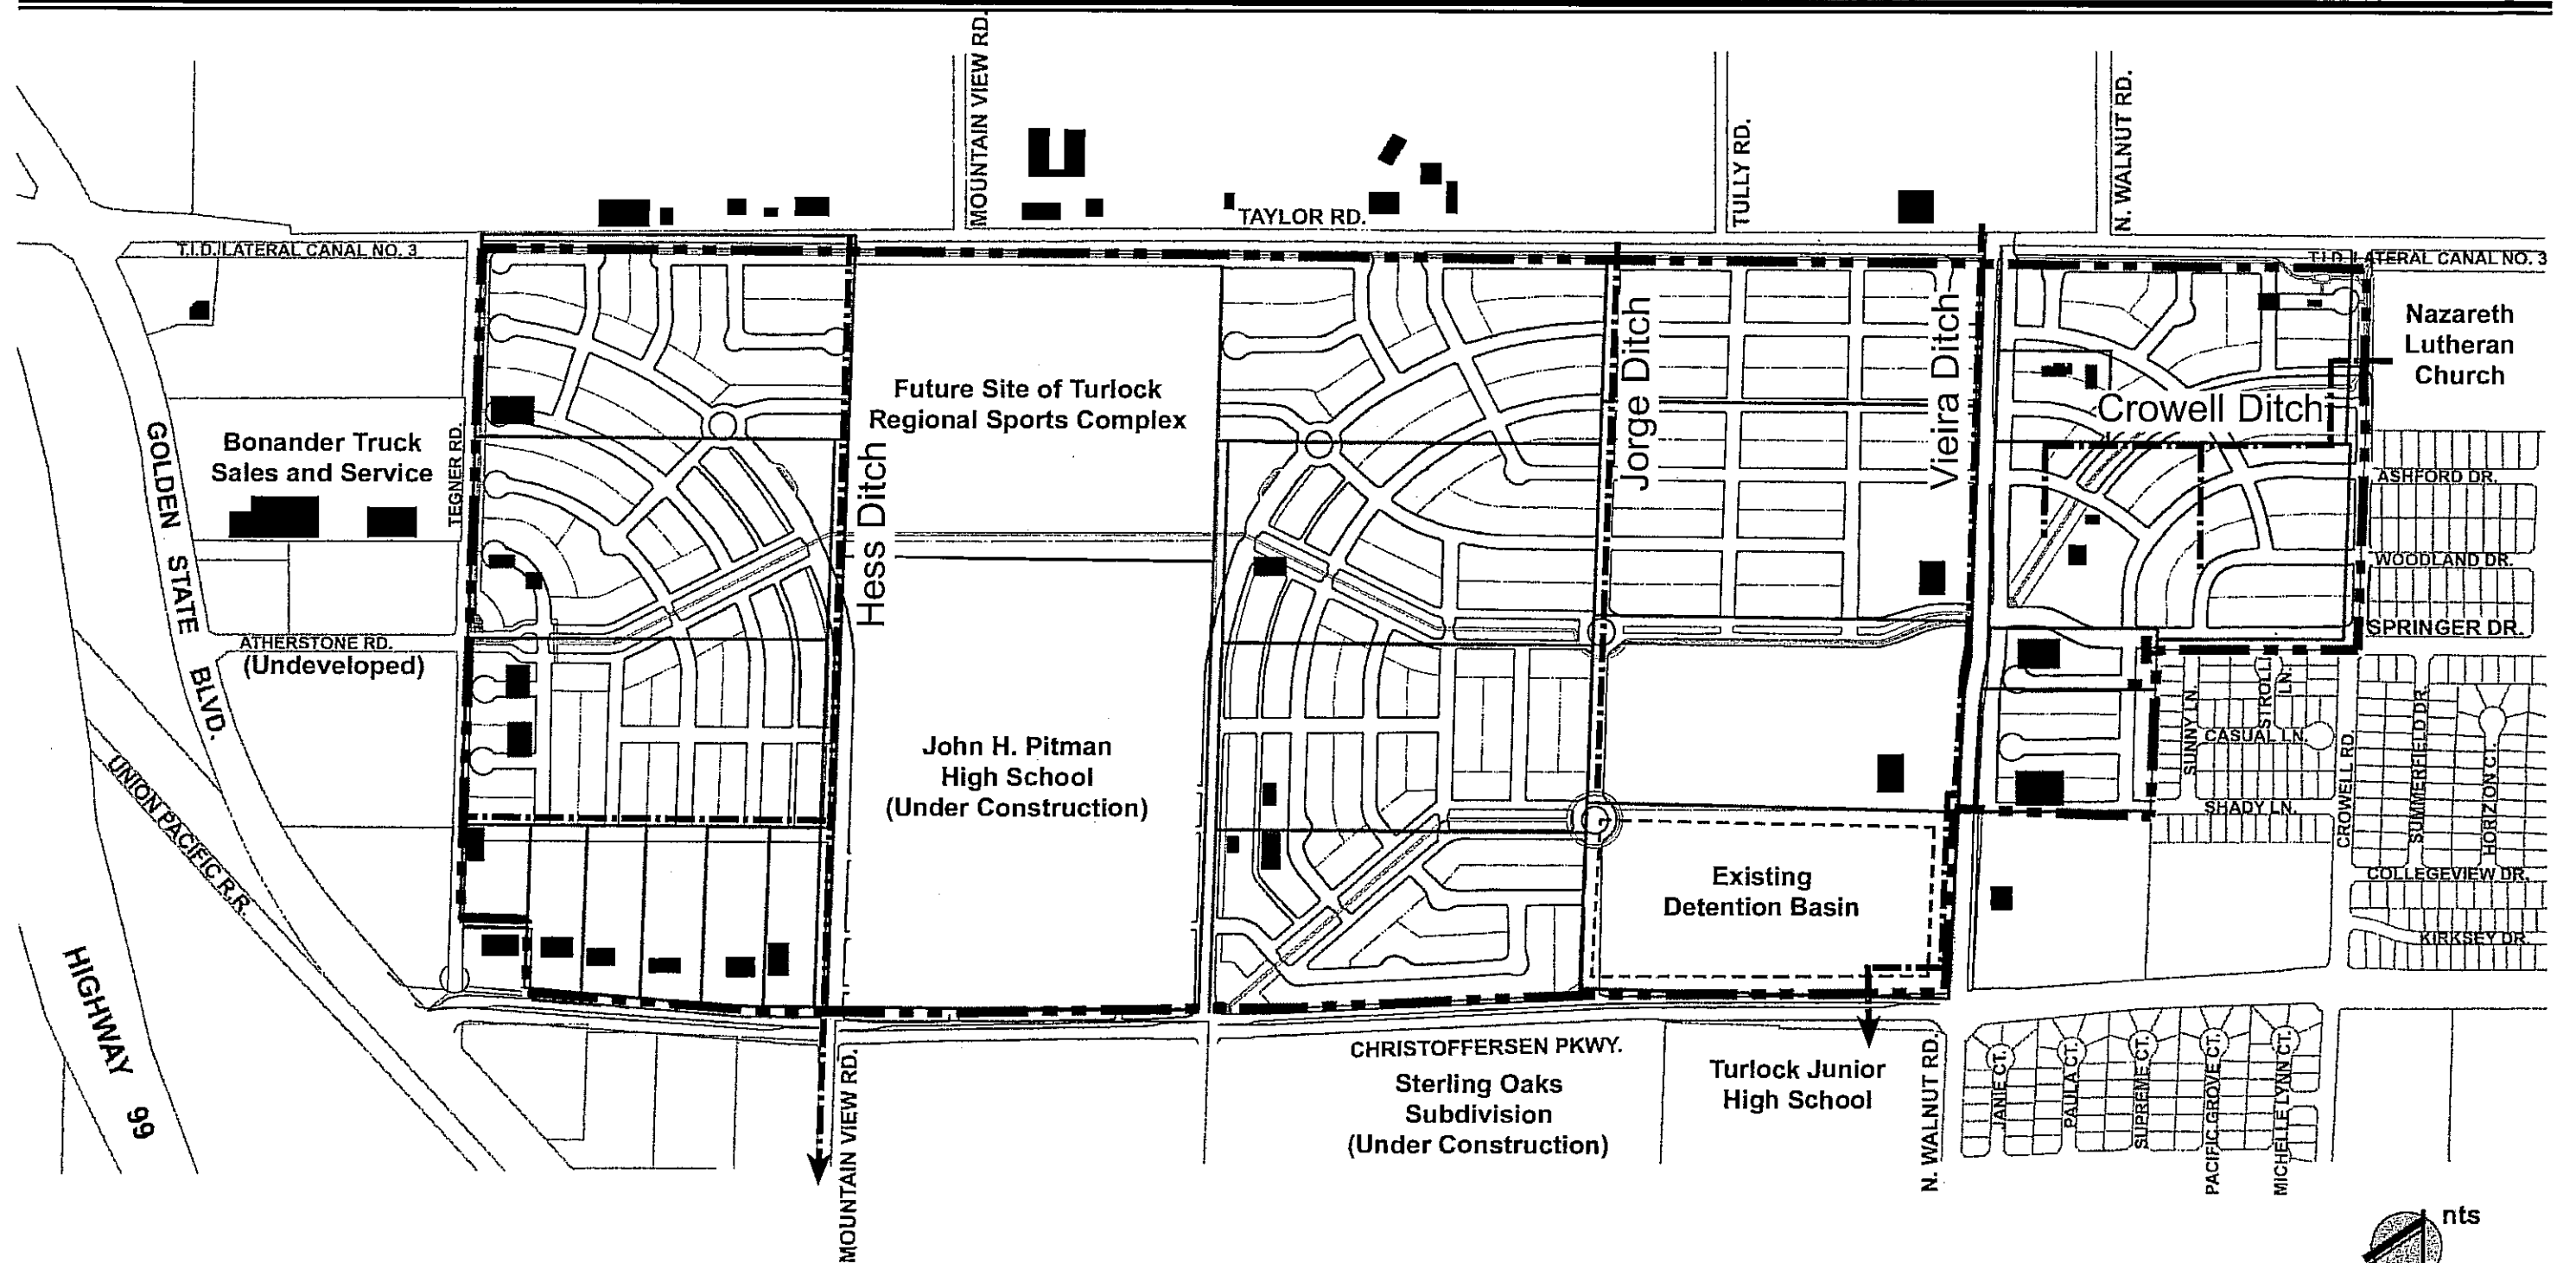 MOUNTAIN VIEW RD.
TULLY RD.
N. WALNUT RD.
TAYLOR RD.
T.I.D. LATERAL CANAL NO. 3
T.I.D. LATERAL CANAL NO. 3
Nazareth
Lutheran
Church
Future Site of Turlock
Regional Sports Complex
Jorge Ditch
Vieira Ditch
Crowell Ditch
Hess Ditch
GOLDEN STATE BLVD.
Bonander Truck
Sales and Service
TEGNER RD.
ASHFORD DR.
WOODLAND DR.
SPRINGER DR.
ATHERSTONE RD.
(Undeveloped)
SUNNY LN.
STROLL LN.
CASUAL LN.
SHADY LN.
CROWELL RD.
SUMMERFIELD DR.
HORIZON CT.
John H. Pitman
High School
(Under Construction)
UNION PACIFIC R.R.
COLLEGEVIEW DR.
Existing
Detention Basin
KIRKSEY DR.
HIGHWAY 99
CHRISTOFFERSEN PKWY.
Sterling Oaks
Subdivision
(Under Construction)
Turlock Junior
High School
MOUNTAIN VIEW RD.
N. WALNUT RD.
JANIE CT.
PAULA CT.
SUPREME CT.
PACIFIC GROVE CT.
MICHELLE LYNN CT.
nts